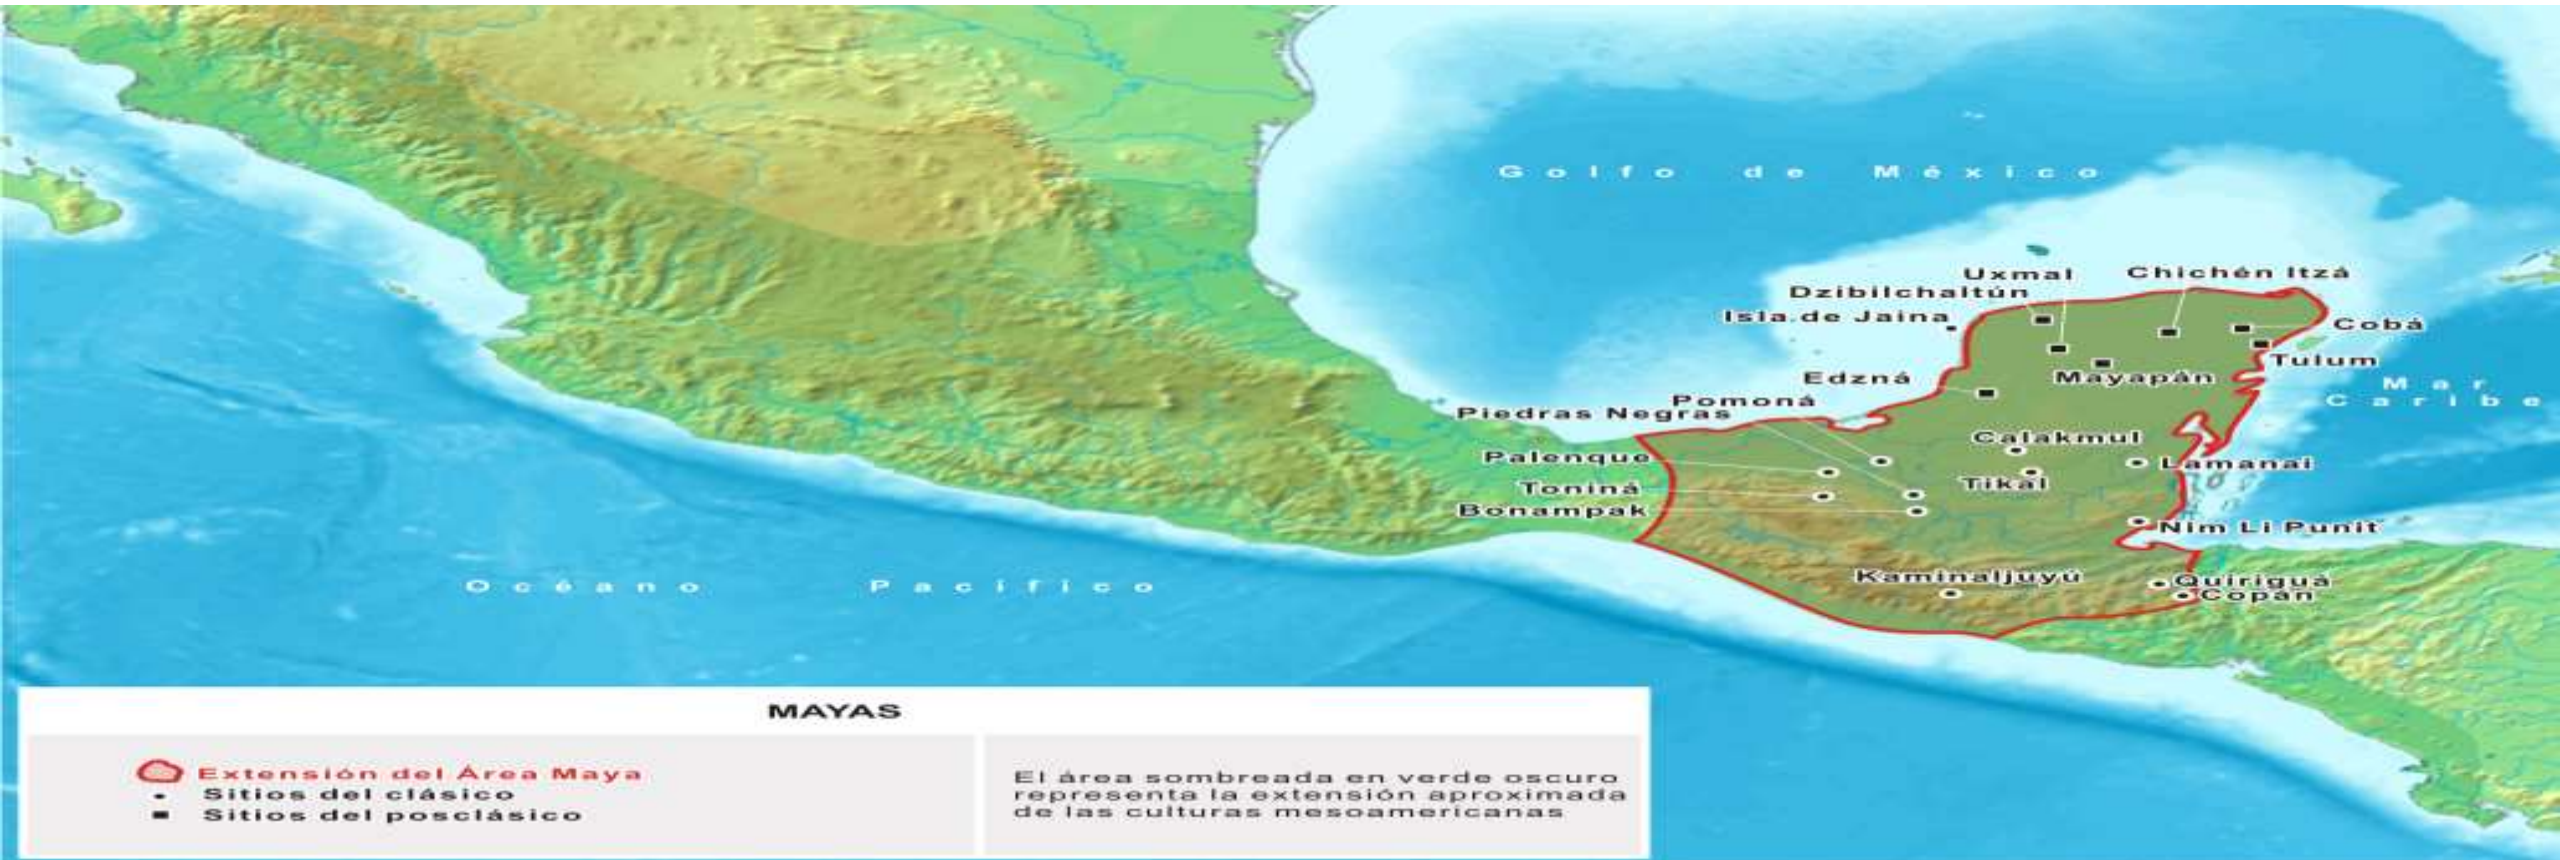 Golfo de México
Uxmal
Chichén Itzá
Dzibilchaltún
Isla de Jaina
Cobá
Tulum
Edzná
Mayapán
Mar
Caribe
Pomoná
Piedras Negras
Calakmul
Palenque
Lamanai
Toniná
Tikal
Bonampak
Nim Li Punit
Kaminaljuyú
Quiriguá
Copán
Océano Pacífico
MAYAS
Extensión del Área Maya
Sitios del clásico
Sitios del posclásico
El área sombreada en verde oscuro
representa la extensión aproximada
de las culturas mesoamericanas